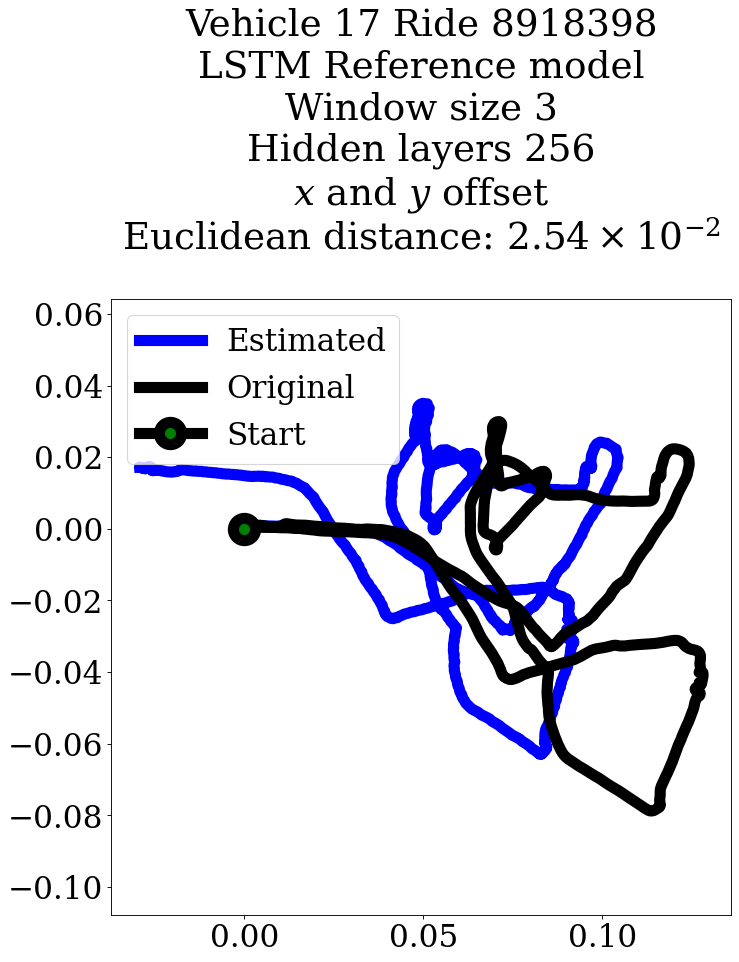 Vehicle 17 Ride 8918398
LSTM Reference model
Window size 3
Hidden layers 256
x and y offset
Euclidean distance: 2.54 × 10⁻²
0.06
0.04
0.02
0.00
−0.02
−0.04
−0.06
−0.08
−0.10
Estimated
Original
Start
0.00 0.05 0.10